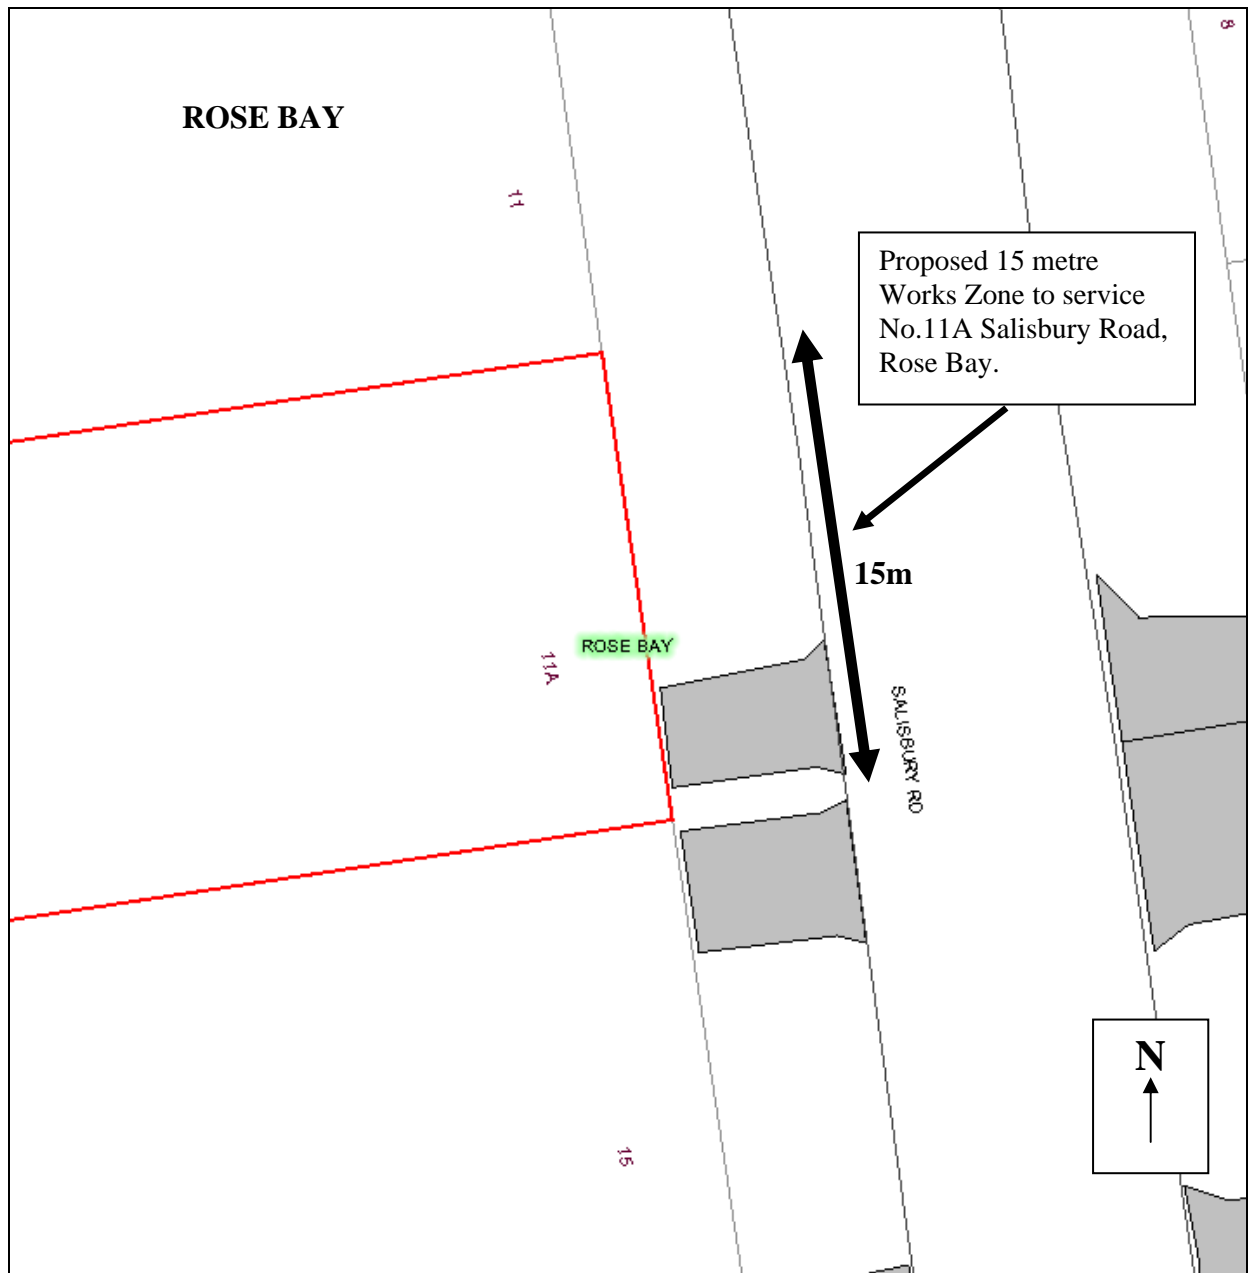 8
ROSE BAY
11
Proposed 15 metre
Works Zone to service
No.11A Salisbury Road,
Rose Bay.
15m
ROSE BAY
11A
SALISBURY RD
N
15